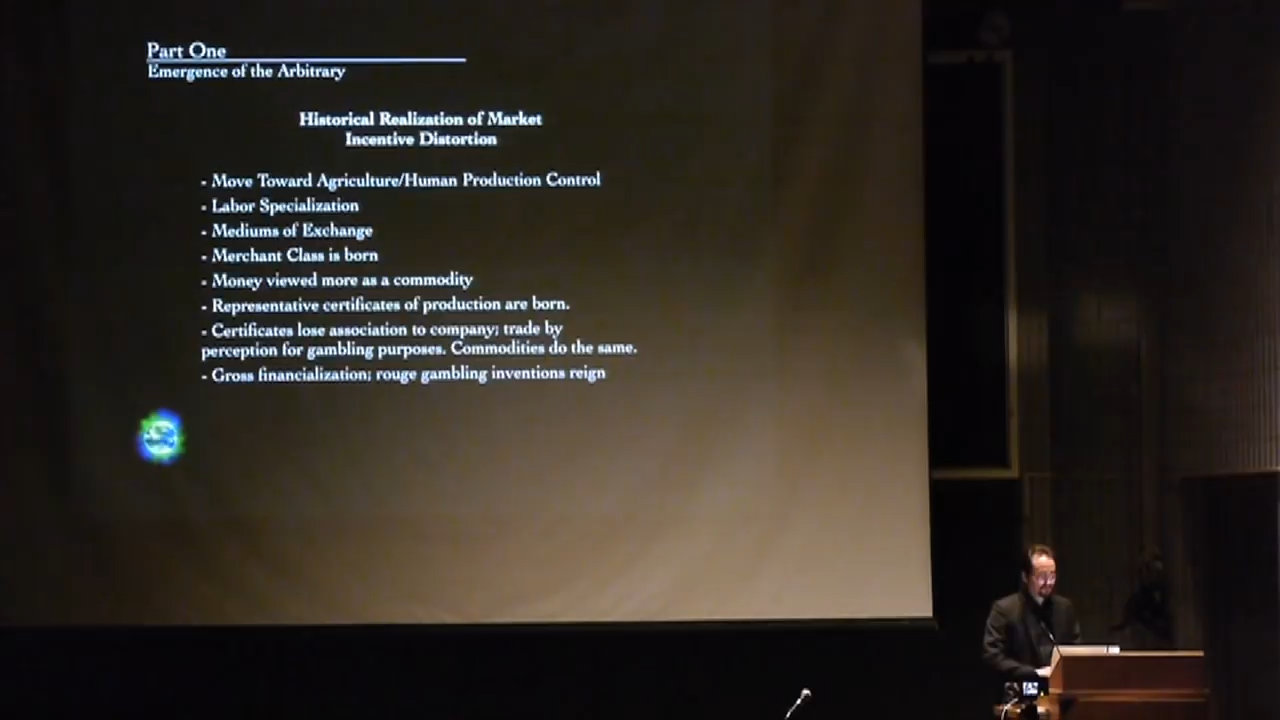 Part One
Emergence of the Arbitrary
Historical Realization of Market
Incentive Distortion
- Move Toward Agriculture/Human Production Control
- Labor Specialization
- Mediums of Exchange
- Merchant Class is born
- Money viewed more as a commodity
- Representative certificates of production are born.
- Certificates lose association to company; trade by
perception for gambling purposes. Commodities do the same.
- Gross financialization; rouge gambling inventions reign